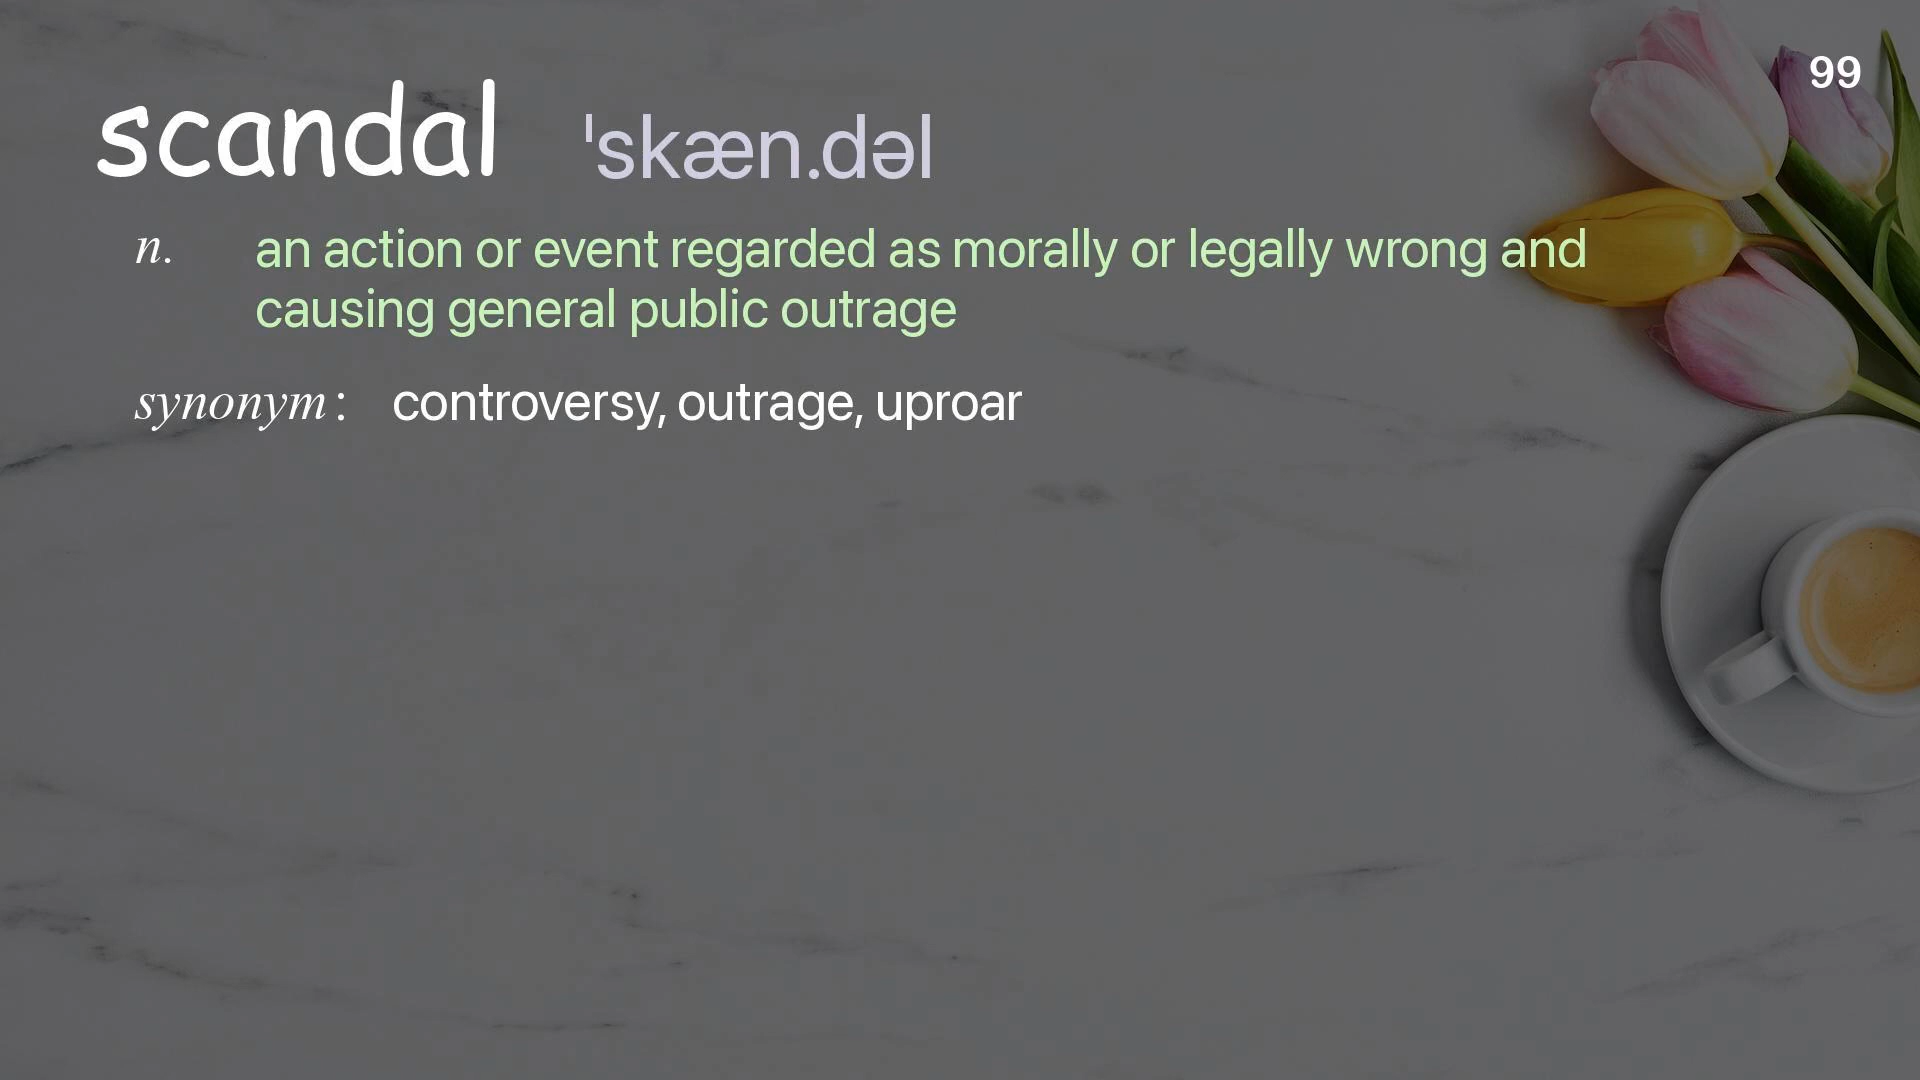 99
scandal ˈskæn.dəl
n. an action or event regarded as morally or legally wrong and
causing general public outrage
synonym: controversy, outrage, uproar